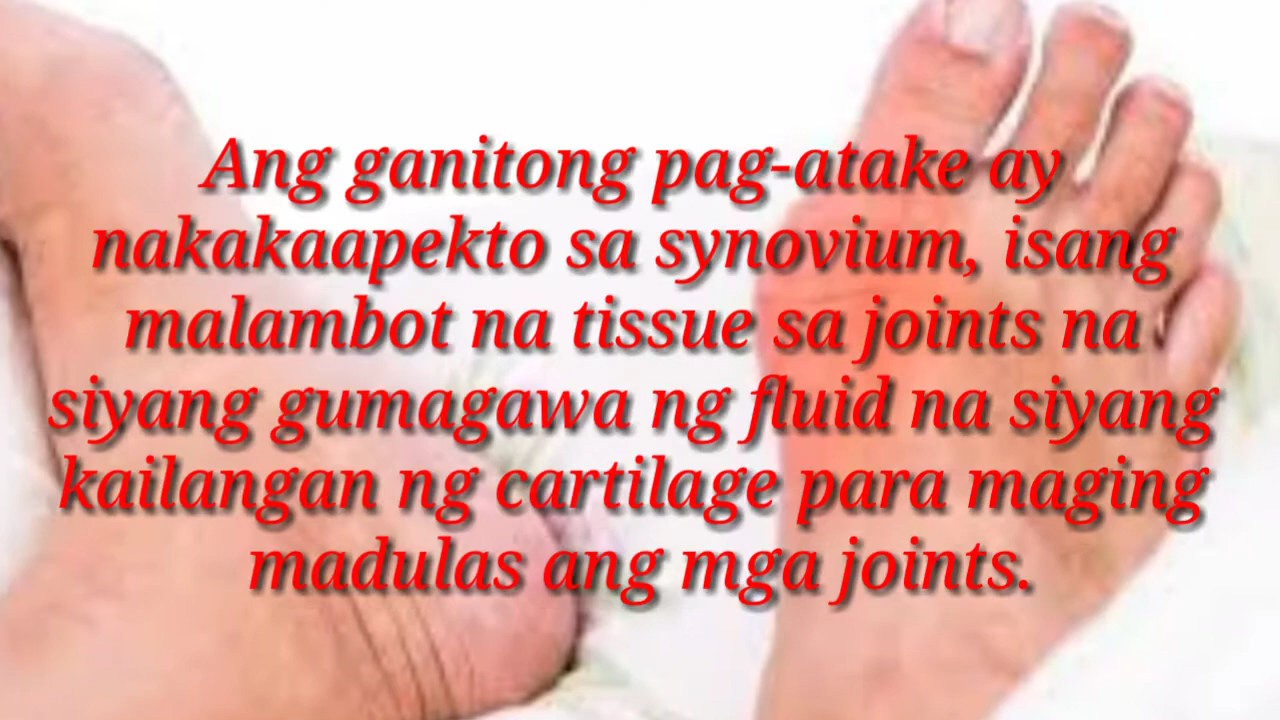 Ang ganitong pag-atake ay
nakakaapekto sa synovium, isang
malambot na tissue sa joints na
siyang gumagawa ng fluid na siyang
kailangan ng cartilage para maging
madulas ang mga joints.